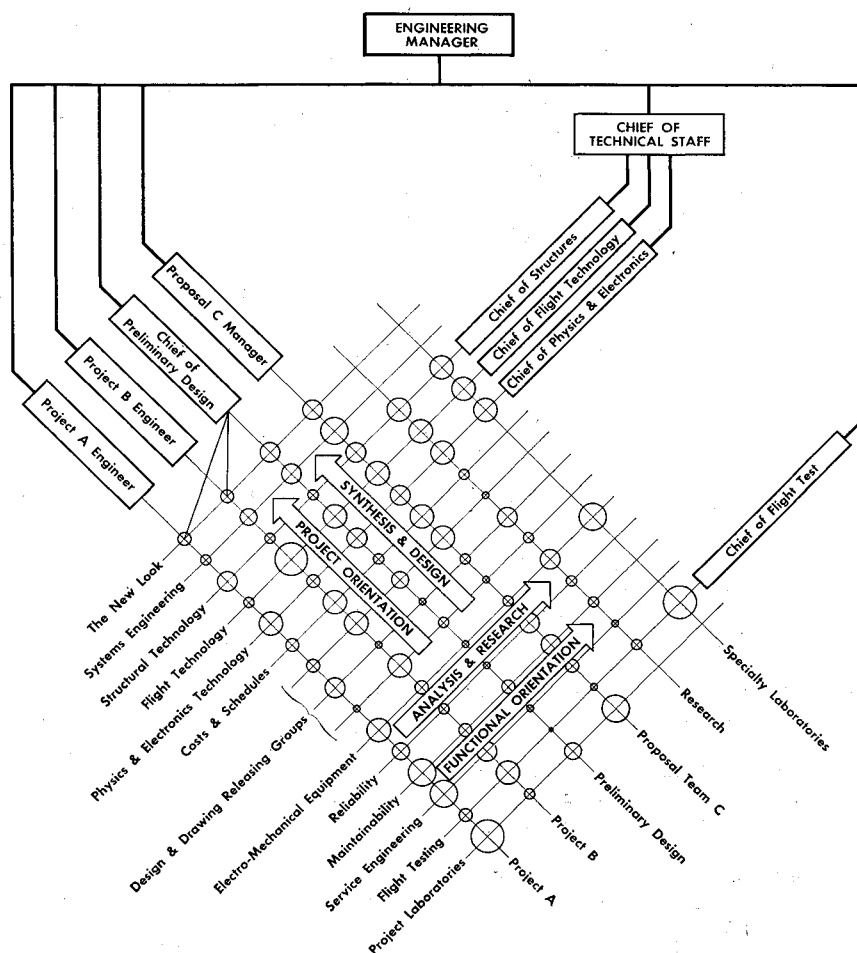 ENGINEERING
MANAGER
CHIEF OF
TECHNICAL STAFF
Chief of Structures
Chief of Flight Technology
Chief of Physics & Electronics
Proposal C Manager
Chief of
Preliminary Design
Project B Engineer
Project A Engineer
Chief of Flight Test
SYNTHESIS & DESIGN
PROJECT ORIENTATION
ANALYSIS & RESEARCH
FUNCTIONAL ORIENTATION
The New Look
Systems Engineering
Structural Technology
Flight Technology
Physics & Electronics Technology
Costs & Schedules
Design & Drawing Releasing Groups
Electro-Mechanical Equipment
Reliability
Maintainability
Service Engineering
Flight Testing
Project Laboratories
Project A
Project B
Preliminary Design
Proposal Team C
Research
Specialty Laboratories